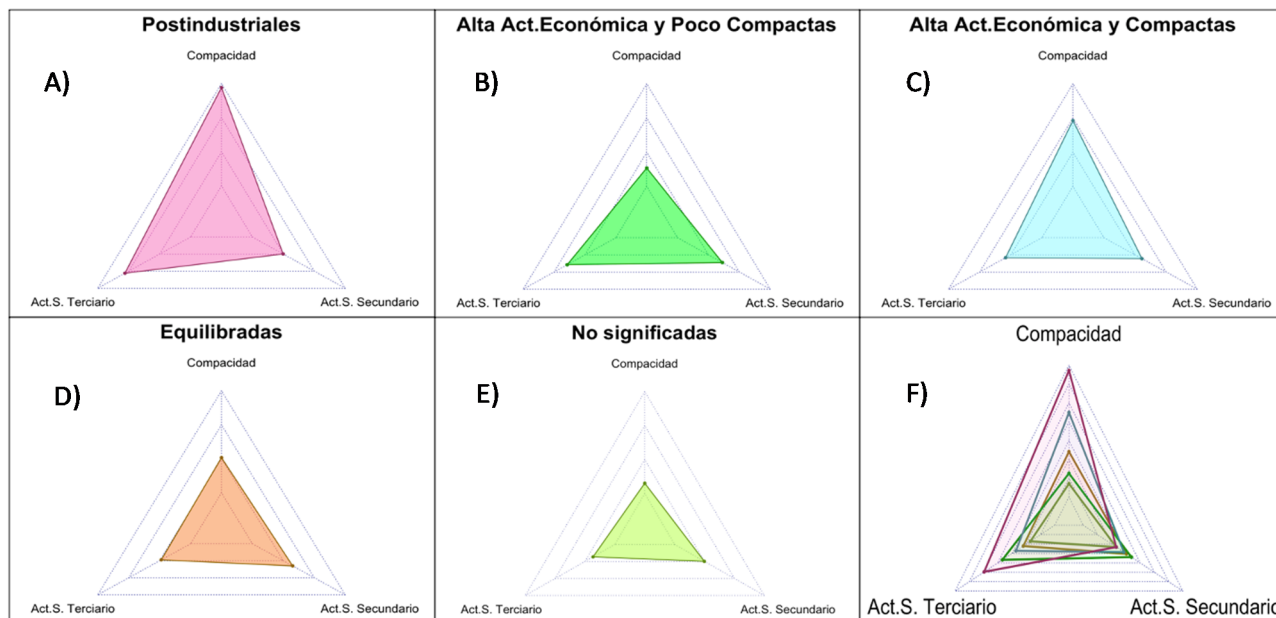 Postindustriales
Compacidad
A)
Act.S. Terciario
Act.S. Secundario
Alta Act.Económica y Poco Compactas
Compacidad
B)
Act.S. Terciario
Act.S. Secundario
Alta Act.Económica y Compactas
Compacidad
C)
Act.S. Terciario
Act.S. Secundario
Equilibradas
Compacidad
D)
Act.S. Terciario
Act.S. Secundario
No significadas
Compacidad
E)
Act.S. Terciario
Act.S. Secundario
Compacidad
F)
Act.S. Terciario
Act.S. Secundario